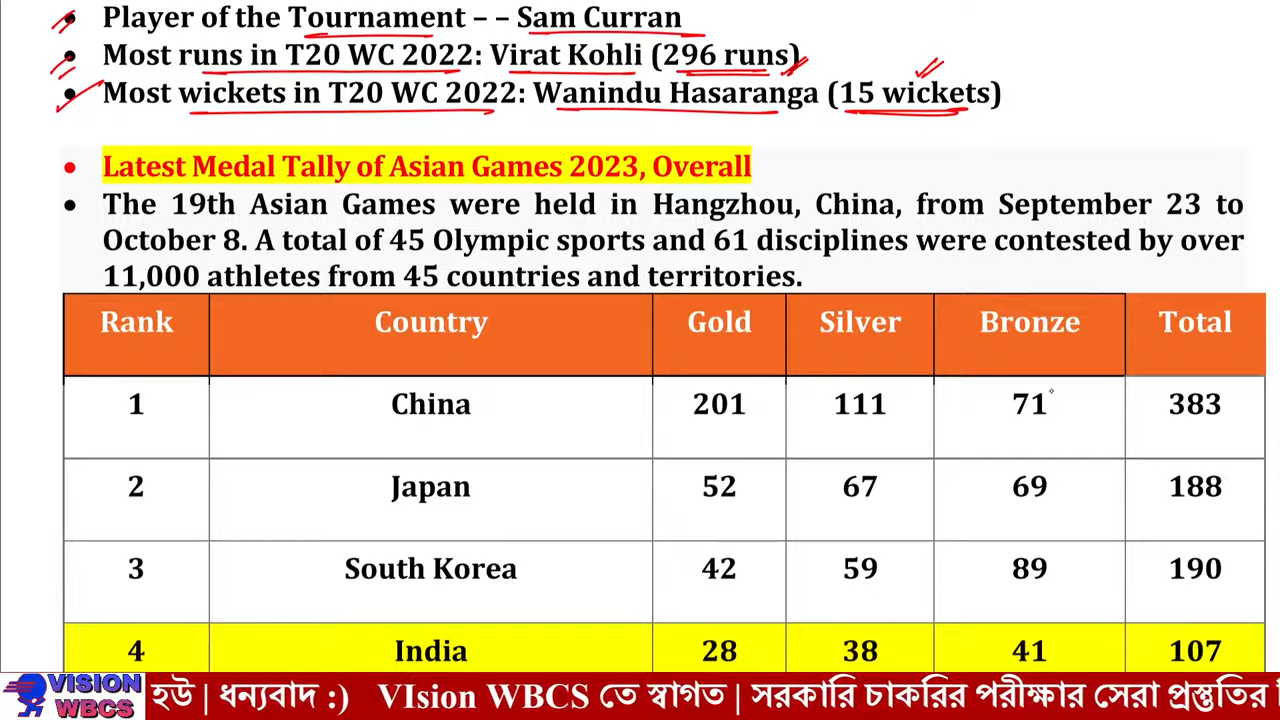 • Player of the Tournament – – Sam Curran
• Most runs in T20 WC 2022: Virat Kohli (296 runs)
• Most wickets in T20 WC 2022: Wanindu Hasaranga (15 wickets)
• Latest Medal Tally of Asian Games 2023, Overall
• The 19th Asian Games were held in Hangzhou, China, from September 23 to
October 8. A total of 45 Olympic sports and 61 disciplines were contested by over
11,000 athletes from 45 countries and territories.
Rank Country Gold Silver Bronze Total
1 China 201 111 71 383
2 Japan 52 67 69 188
3 South Korea 42 59 89 190
4 India 28 38 41 107
VISION
WBCS
হউ | ধন্যবাদ :) VIsion WBCS তে স্বাগত | সরকারি চাকরির পরীক্ষার সেরা প্রস্তুতির